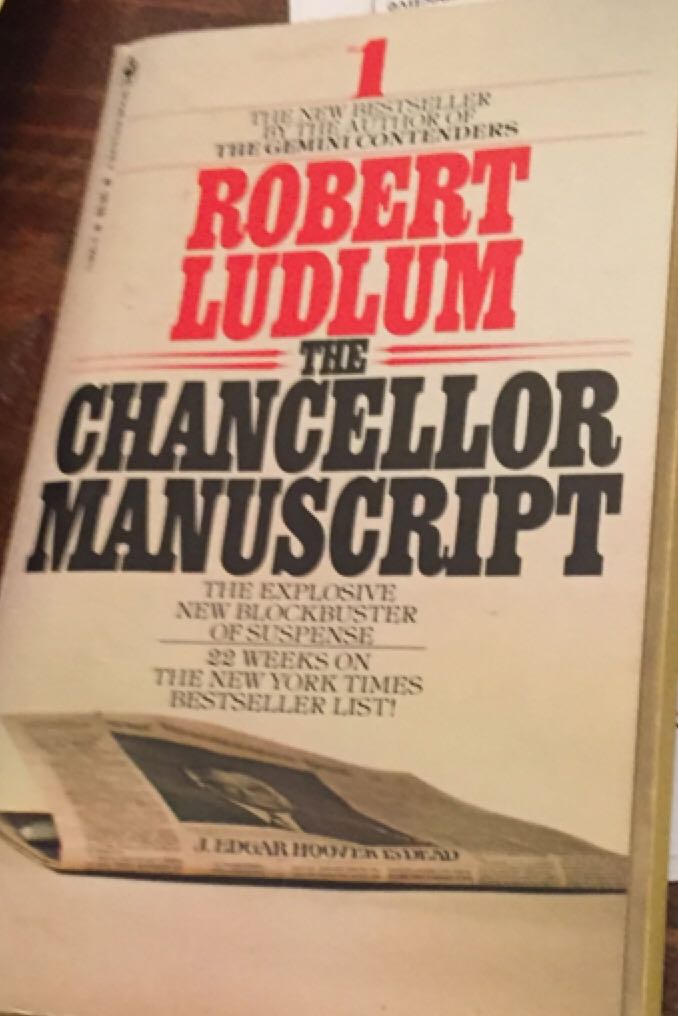 1
THE NEW BESTSELLER
BY THE AUTHOR OF
THE GEMINI CONTENDERS
ROBERT
LUDLUM
THE
CHANCELLOR
MANUSCRIPT
THE EXPLOSIVE
NEW BLOCKBUSTER
OF SUSPENSE
22 WEEKS ON
THE NEW YORK TIMES
BESTSELLER LIST!
J. EDGAR HOOVER IS DEAD